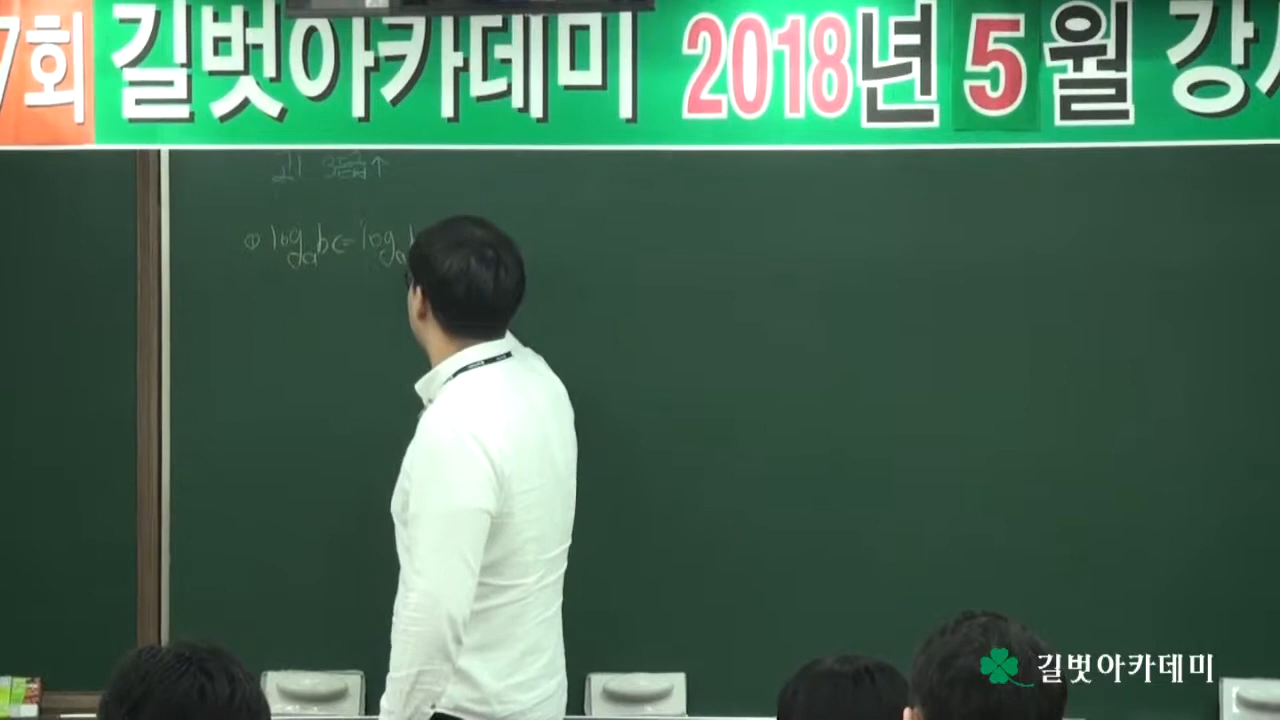 7회 길벗아카데미 2018년 5월 강
① log_a bc = log_a
길벗아카데미